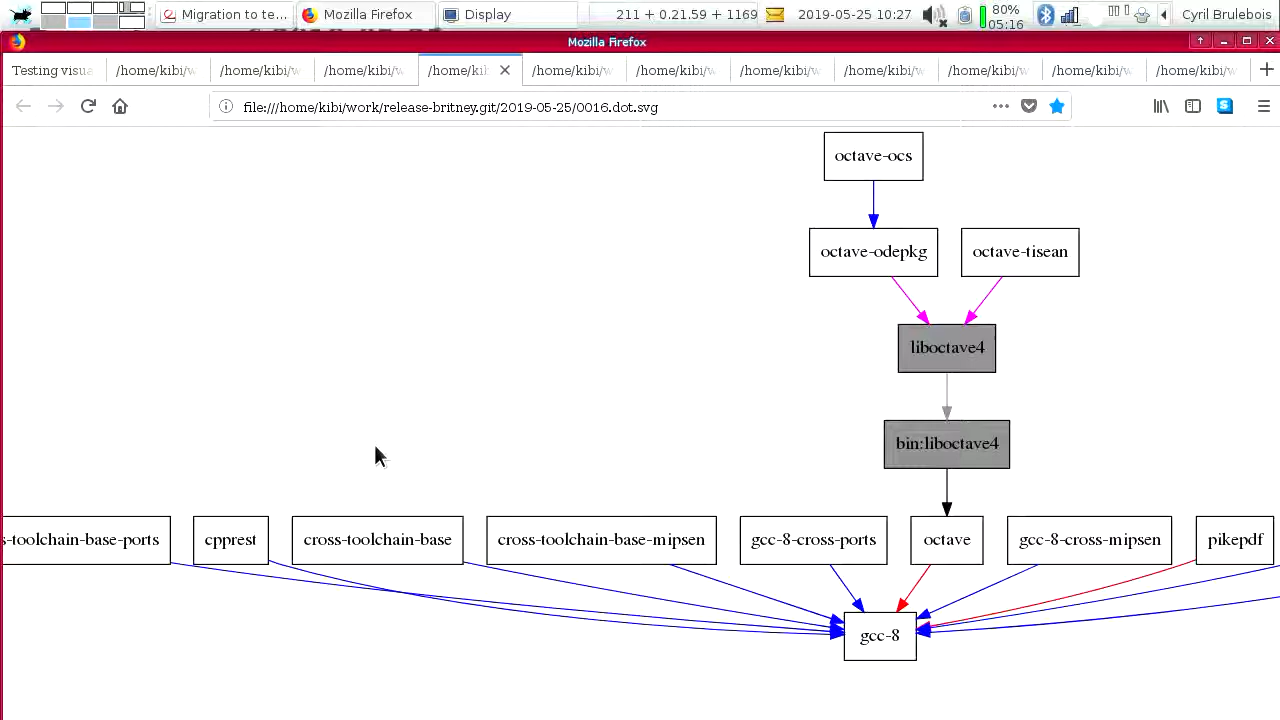 Migration to te...
Mozilla Firefox
Display
211 + 0.21.59 + 1.169
2019-05-25 10:27
80%
05:16
Cyril Brulebois
Mozilla Firefox
Testing visua
/home/kibi/w
/home/kibi/w
/home/kibi/w
/home/kibi
/home/kibi/w
/home/kibi/w
/home/kibi/w
/home/kibi/w
/home/kibi/w
/home/kibi/w
/home/kibi/w
file:///home/kibi/work/release-britney.git/2019-05-25/0016.dot.svg
octave-ocs
octave-odepkg
octave-tisean
liboctave4
bin:liboctave4
s-toolchain-base-ports
cpprest
cross-toolchain-base
cross-toolchain-base-mipsen
gcc-8-cross-ports
octave
gcc-8-cross-mipsen
pikepdf
gcc-8